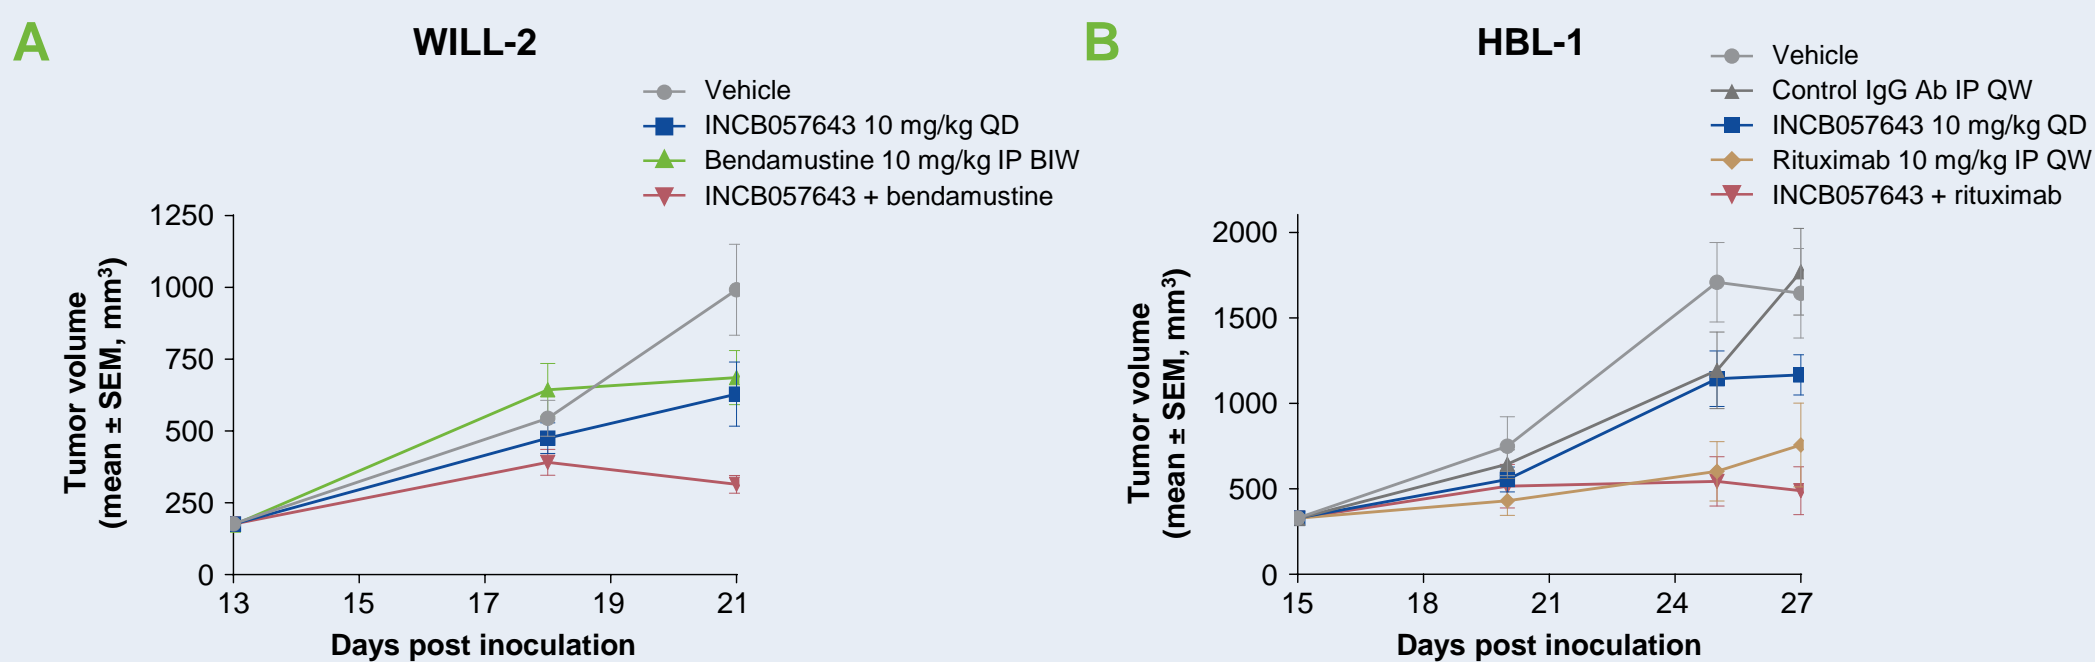 A
WILL-2
Vehicle
INCB057643 10 mg/kg QD
Bendamustine 10 mg/kg IP BIW
INCB057643 + bendamustine
1250
1000
750
500
250
0
Tumor volume
(mean ± SEM, mm³)
13 15 17 19 21
Days post inoculation
B
HBL-1
Vehicle
Control IgG Ab IP QW
INCB057643 10 mg/kg QD
Rituximab 10 mg/kg IP QW
INCB057643 + rituximab
2000
1500
1000
500
0
Tumor volume
(mean ± SEM, mm³)
15 18 21 24 27
Days post inoculation